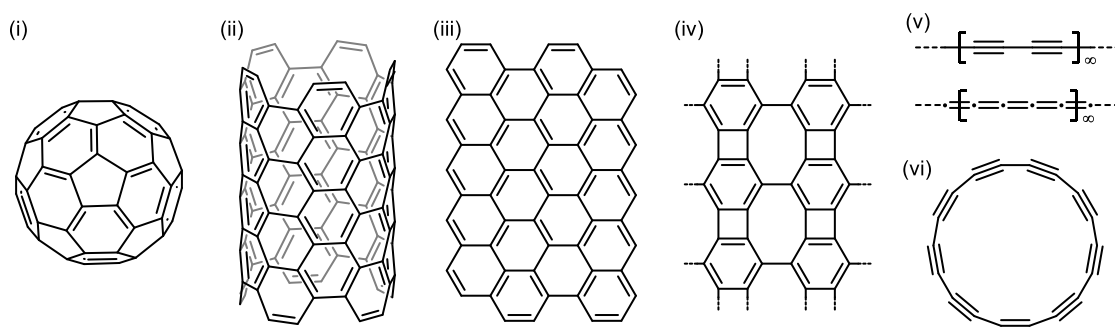 (i)
(ii)
(iii)
(iv)
(v)
∞
∞
(vi)